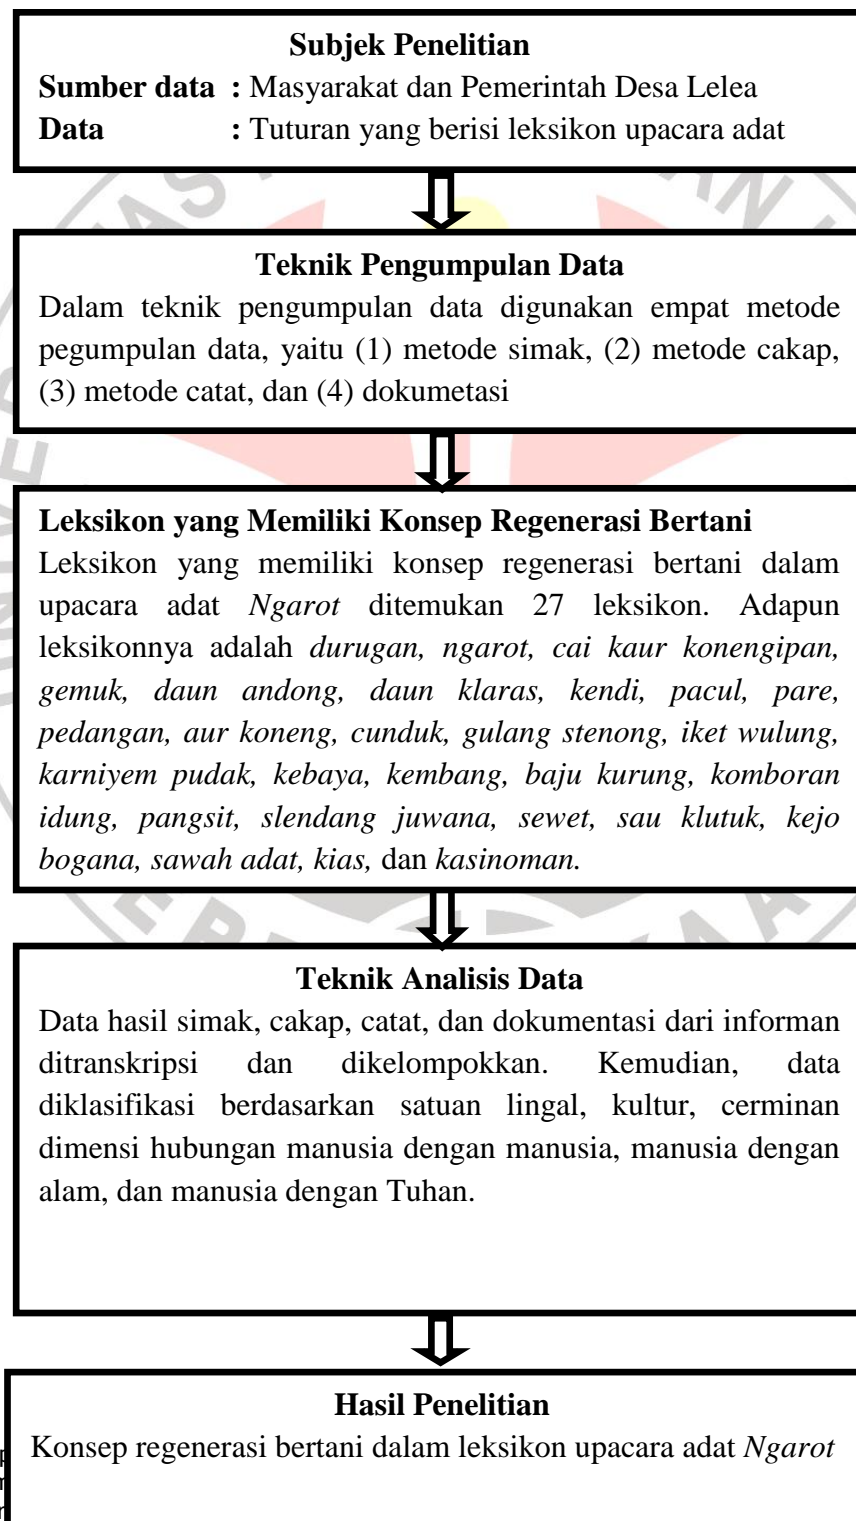 Subjek Penelitian
Sumber data : Masyarakat dan Pemerintah Desa Lelea
Data : Tuturan yang berisi leksikon upacara adat
Teknik Pengumpulan Data
Dalam teknik pengumpulan data digunakan empat metode
pegumpulan data, yaitu (1) metode simak, (2) metode cakap,
(3) metode catat, dan (4) dokumetasi
Leksikon yang Memiliki Konsep Regenerasi Bertani
Leksikon yang memiliki konsep regenerasi bertani dalam
upacara adat Ngarot ditemukan 27 leksikon. Adapun
leksikonnya adalah durugan, ngarot, cai kaur konengipan,
gemuk, daun andong, daun klaras, kendi, pacul, pare,
pedangan, aur koneng, cunduk, gulang stenong, iket wulung,
karniyem pudak, kebaya, kembang, baju kurung, komboran
idung, pangsit, slendang juwana, sewet, sau klutuk, kejo
bogana, sawah adat, kias, dan kasinoman.
Teknik Analisis Data
Data hasil simak, cakap, catat, dan dokumentasi dari informan
ditranskripsi dan dikelompokkan. Kemudian, data
diklasifikasi berdasarkan satuan lingal, kultur, cerminan
dimensi hubungan manusia dengan manusia, manusia dengan
alam, dan manusia dengan Tuhan.
Hasil Penelitian
Konsep regenerasi bertani dalam leksikon upacara adat Ngarot